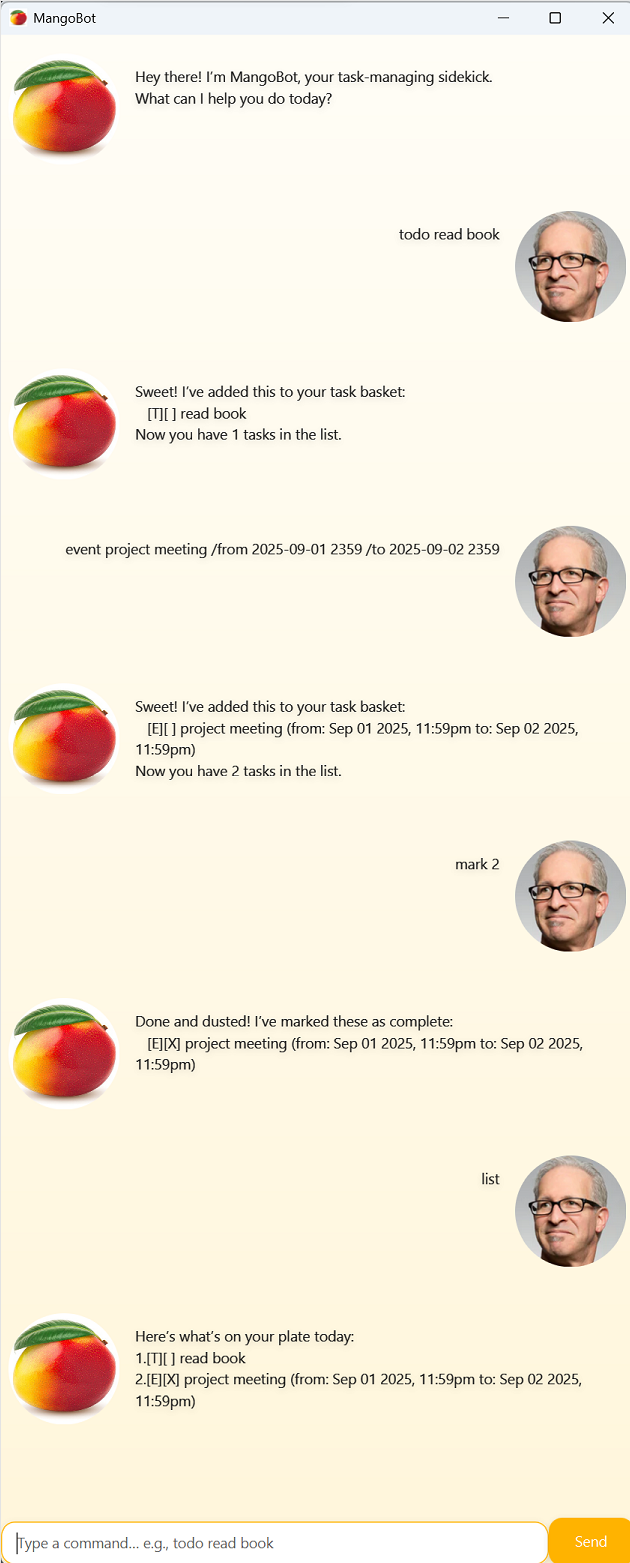 MangoBot
Hey there! I’m MangoBot, your task-managing sidekick.
What can I help you do today?
todo read book
Sweet! I’ve added this to your task basket:
[T][ ] read book
Now you have 1 tasks in the list.
event project meeting /from 2025-09-01 2359 /to 2025-09-02 2359
Sweet! I’ve added this to your task basket:
[E][ ] project meeting (from: Sep 01 2025, 11:59pm to: Sep 02 2025,
11:59pm)
Now you have 2 tasks in the list.
mark 2
Done and dusted! I’ve marked these as complete:
[E][X] project meeting (from: Sep 01 2025, 11:59pm to: Sep 02 2025,
11:59pm)
list
Here’s what’s on your plate today:
1.[T][ ] read book
2.[E][X] project meeting (from: Sep 01 2025, 11:59pm to: Sep 02 2025,
11:59pm)
Type a command... e.g., todo read book
Send